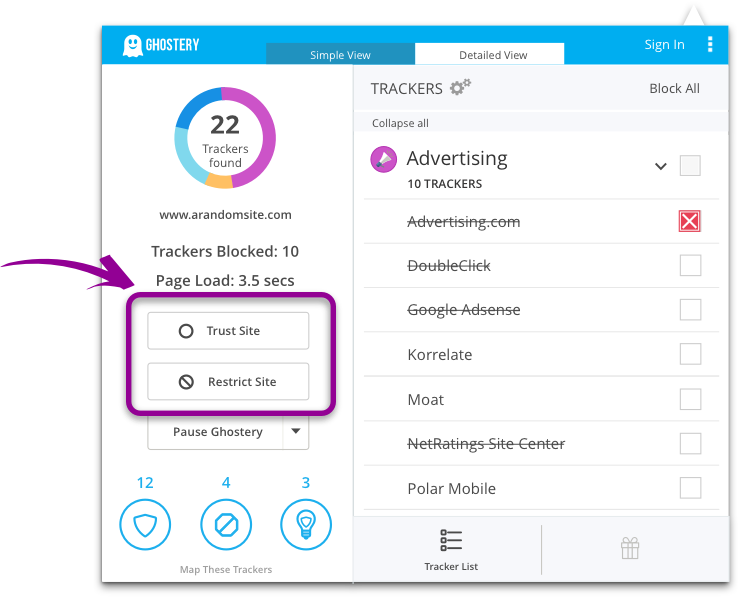 GHOSTERY
Simple View
Detailed View
Sign In
22
Trackers
found
www.arandomsite.com
Trackers Blocked: 10
Page Load: 3.5 secs
Trust Site
Restrict Site
Pause Ghostery
12
4
3
Map These Trackers
TRACKERS
Block All
Collapse all
Advertising
10 TRACKERS
Advertising.com
DoubleClick
Google Adsense
Korrelate
Moat
NetRatings Site Center
Polar Mobile
Tracker List